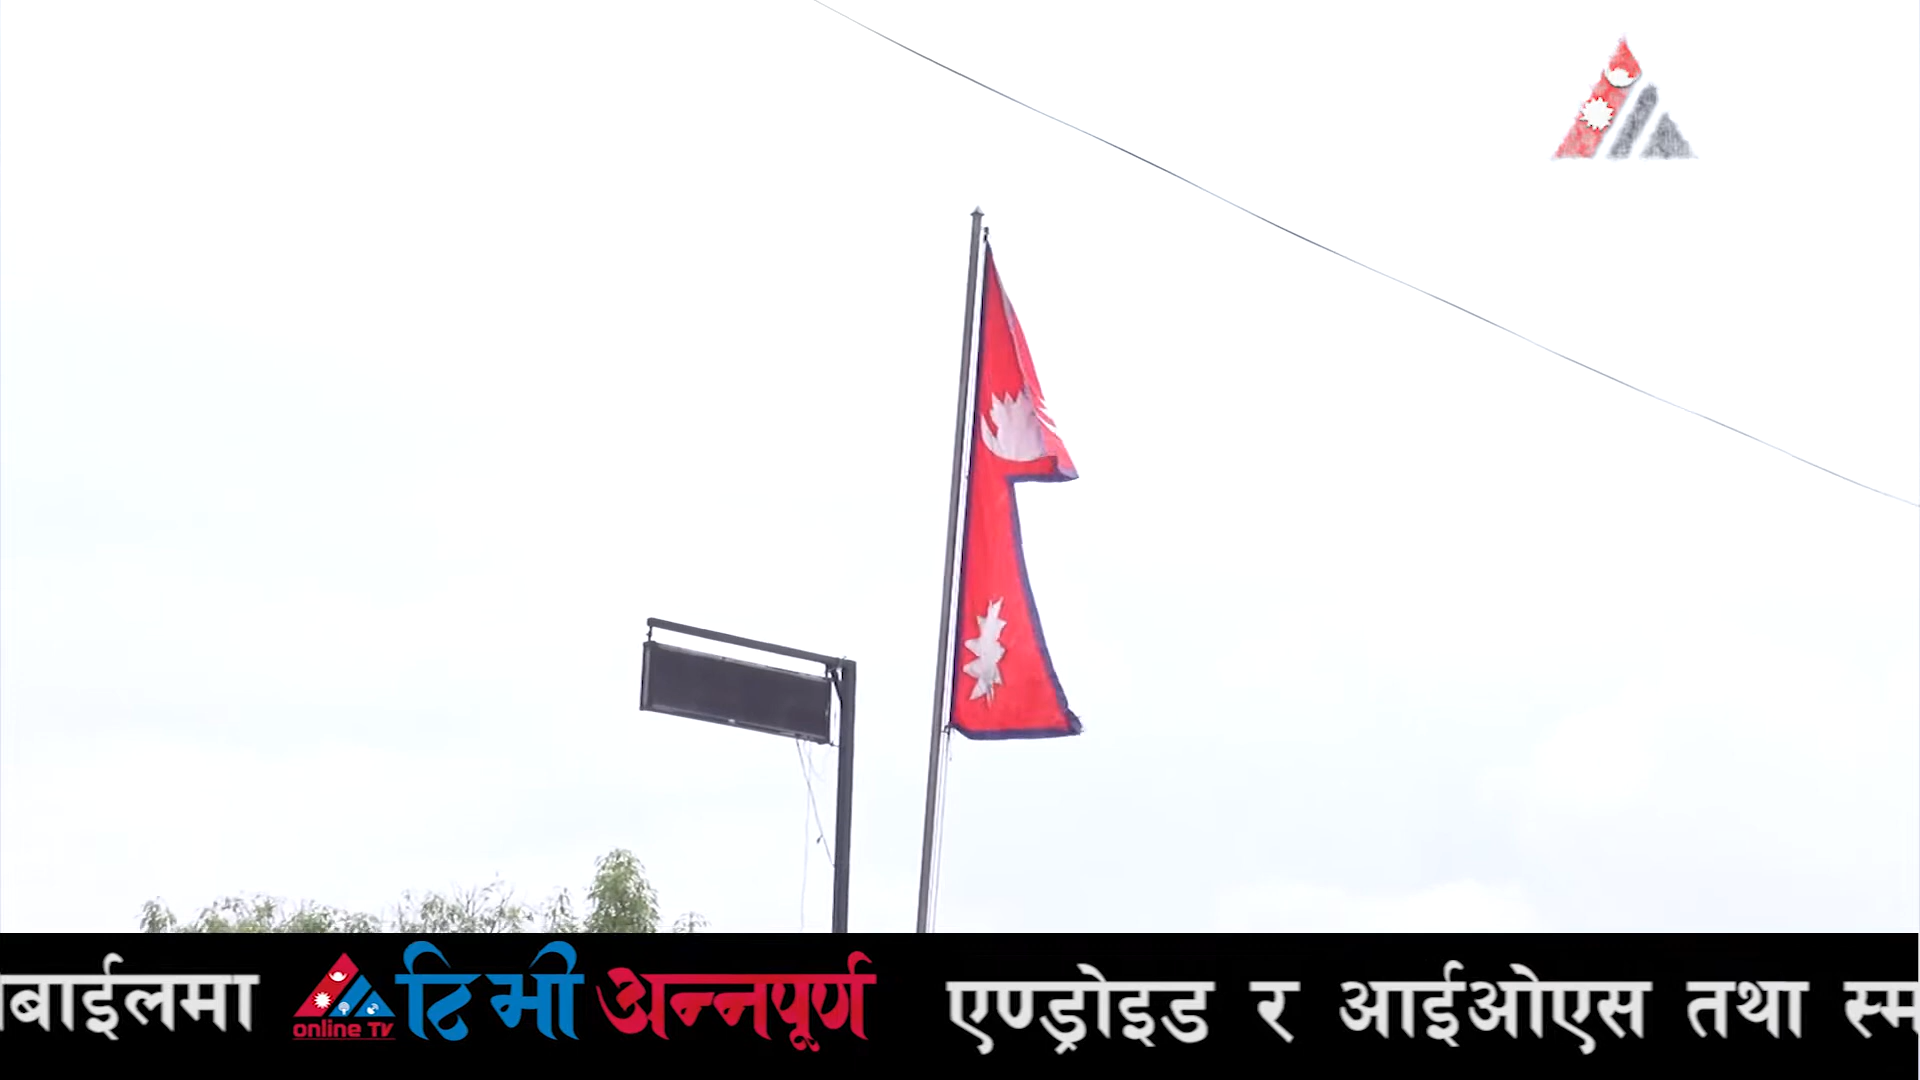 बाईलमा online TV टिभी अन्नपूर्ण एण्ड्रोइड र आईओएस तथा